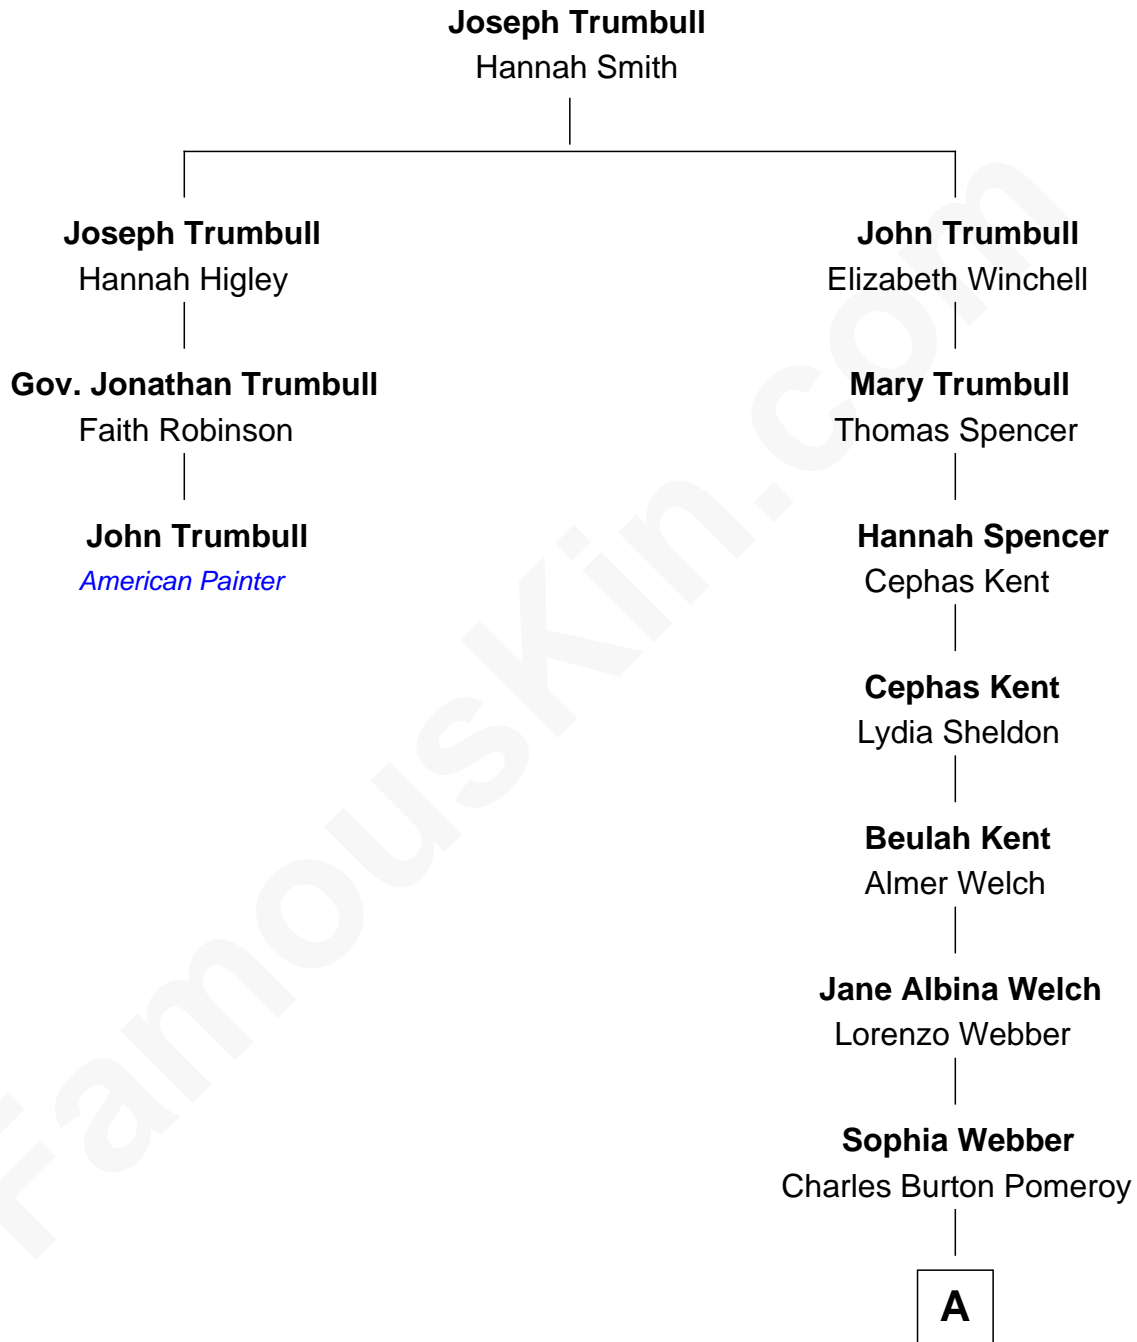 Joseph Trumbull
Hannah Smith
Joseph Trumbull
Hannah Higley
John Trumbull
Elizabeth Winchell
Gov. Jonathan Trumbull
Faith Robinson
Mary Trumbull
Thomas Spencer
John Trumbull
American Painter
Hannah Spencer
Cephas Kent
Cephas Kent
Lydia Sheldon
Beulah Kent
Almer Welch
Jane Albina Welch
Lorenzo Webber
Sophia Webber
Charles Burton Pomeroy
A
FamousKin.com